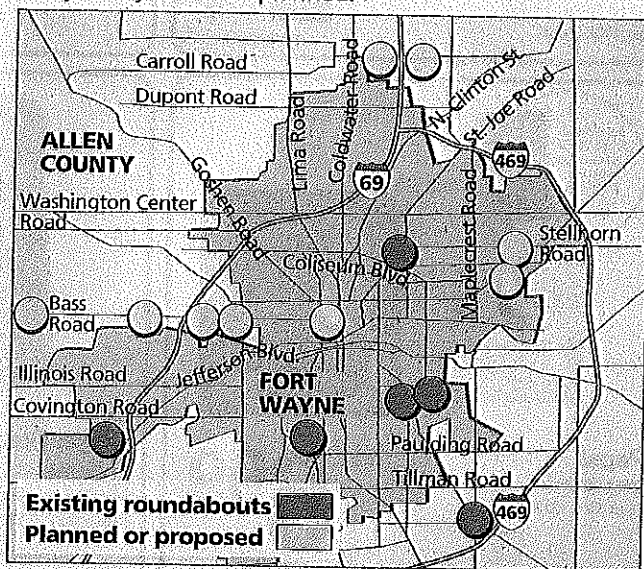 Carroll Road
Dupont Road
Lima Road
Coldwater Road
N. Clinton St.
St. Joe Road
ALLEN
COUNTY
Goshen Road
69
469
Maplecrest Road
Washington Center
Road
Stellhorn
Road
Coliseum Blvd.
Bass
Road
Jefferson Blvd.
Illinois Road
FORT
WAYNE
Covington Road
Paulding Road
Tillman Road
469
Existing roundabouts
Planned or proposed